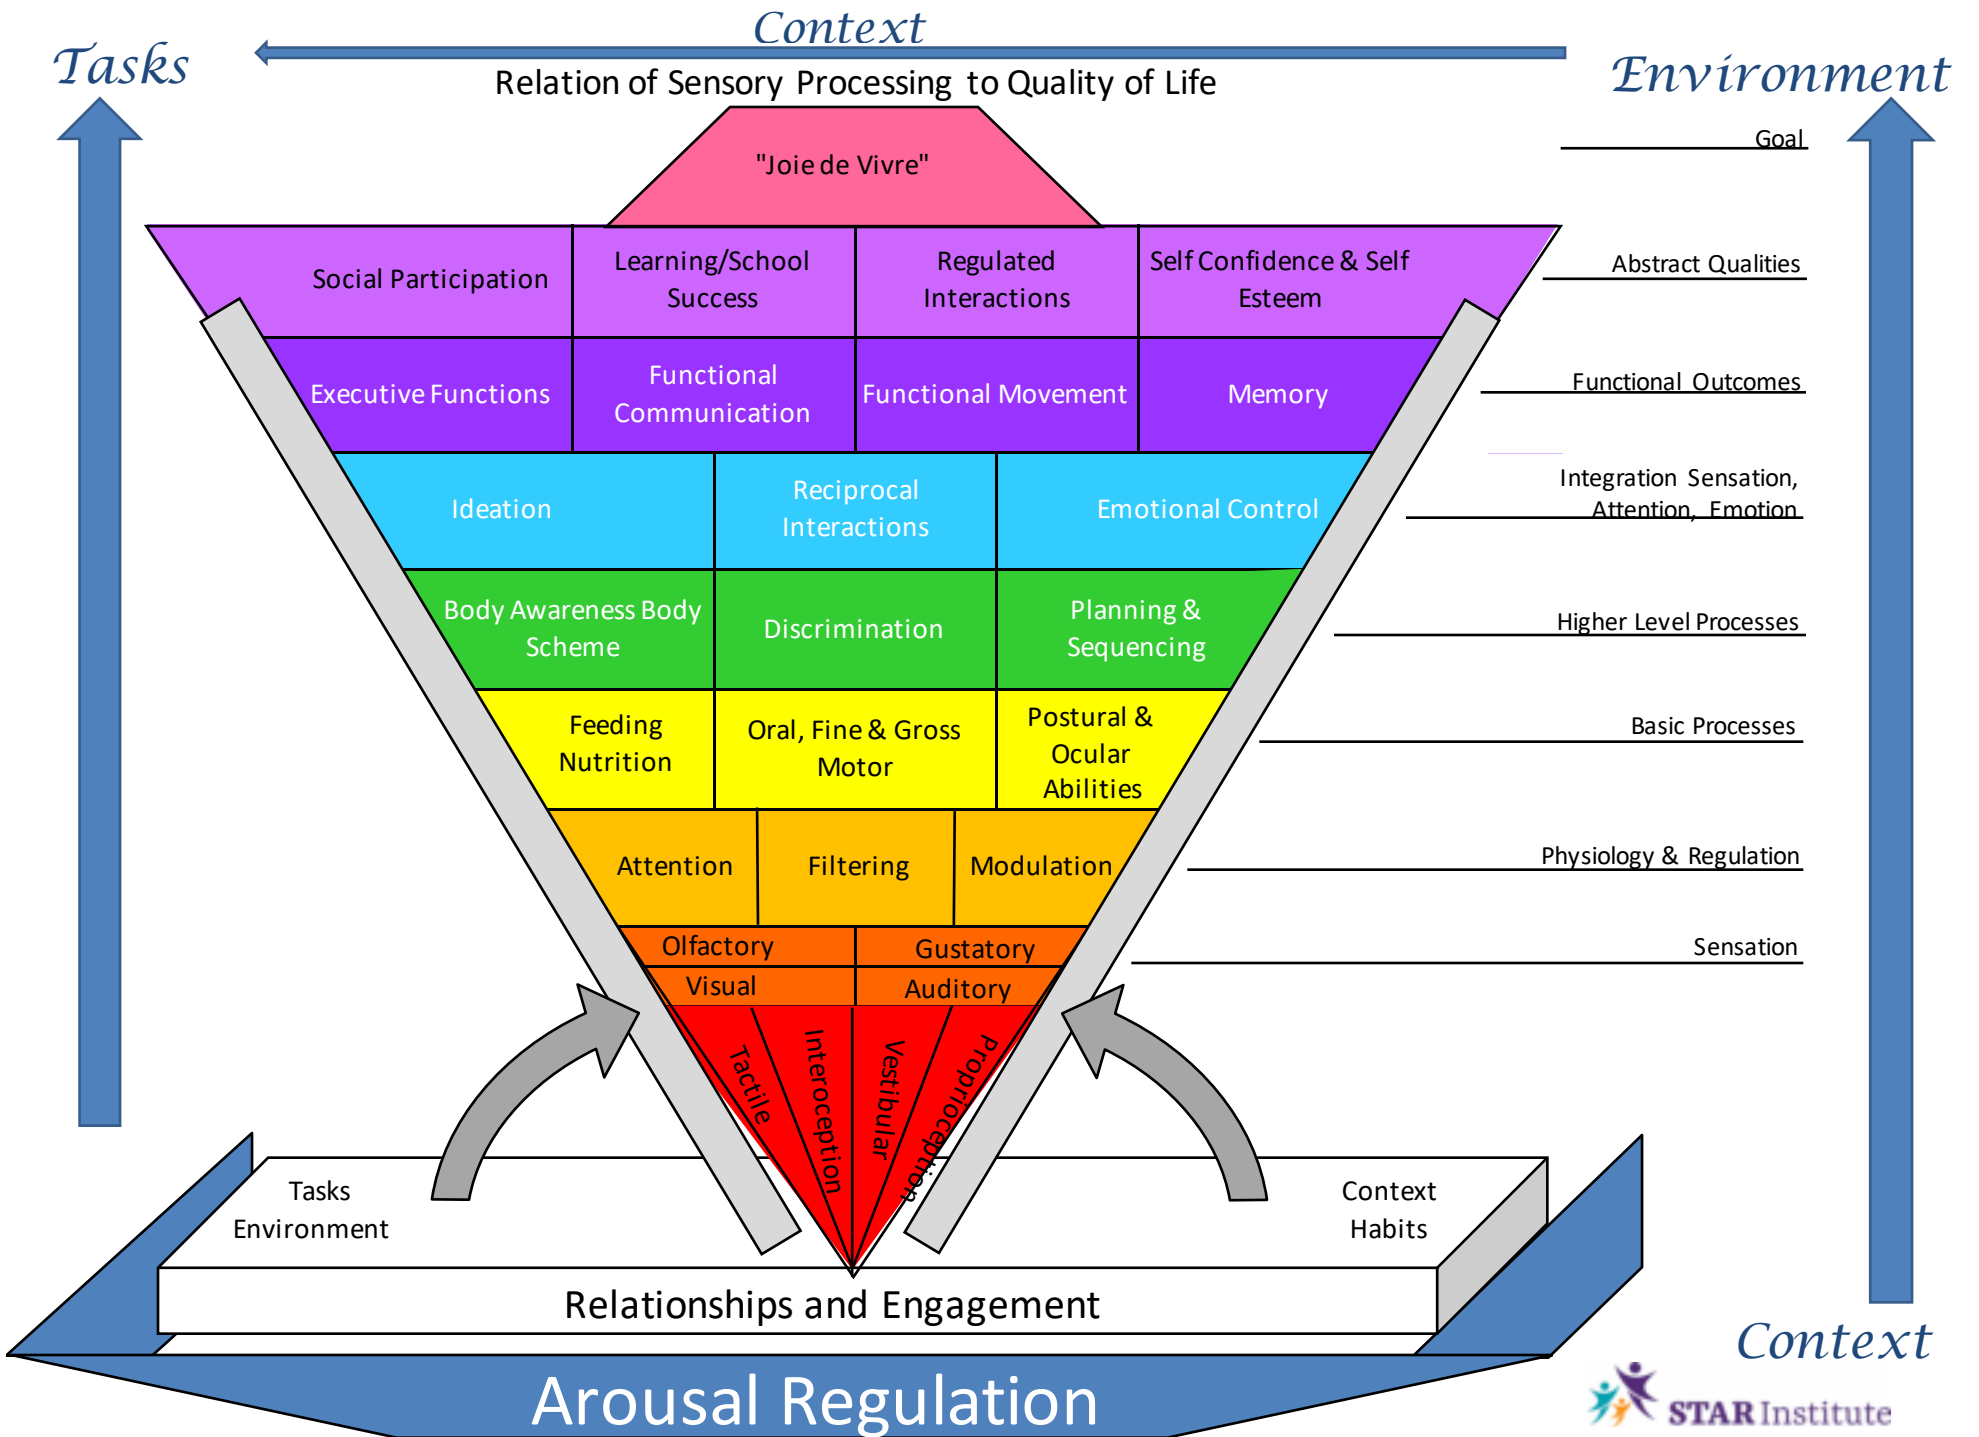 Context
Tasks
Environment
Relation of Sensory Processing to Quality of Life
Goal
"Joie de Vivre"
Abstract Qualities
Social Participation
Learning/School
Success
Regulated
Interactions
Self Confidence & Self
Esteem
Functional Outcomes
Executive Functions
Functional
Communication
Functional Movement
Memory
Integration Sensation,
Attention, Emotion
Ideation
Reciprocal
Interactions
Emotional Control
Higher Level Processes
Body Awareness Body
Scheme
Discrimination
Planning &
Sequencing
Basic Processes
Feeding
Nutrition
Oral, Fine & Gross
Motor
Postural &
Ocular
Abilities
Physiology & Regulation
Attention
Filtering
Modulation
Sensation
Olfactory
Gustatory
Visual
Auditory
Tactile
Interoception
Vestibular
Proprioception
Tasks
Environment
Context
Habits
Relationships and Engagement
Context
Arousal Regulation
STAR Institute